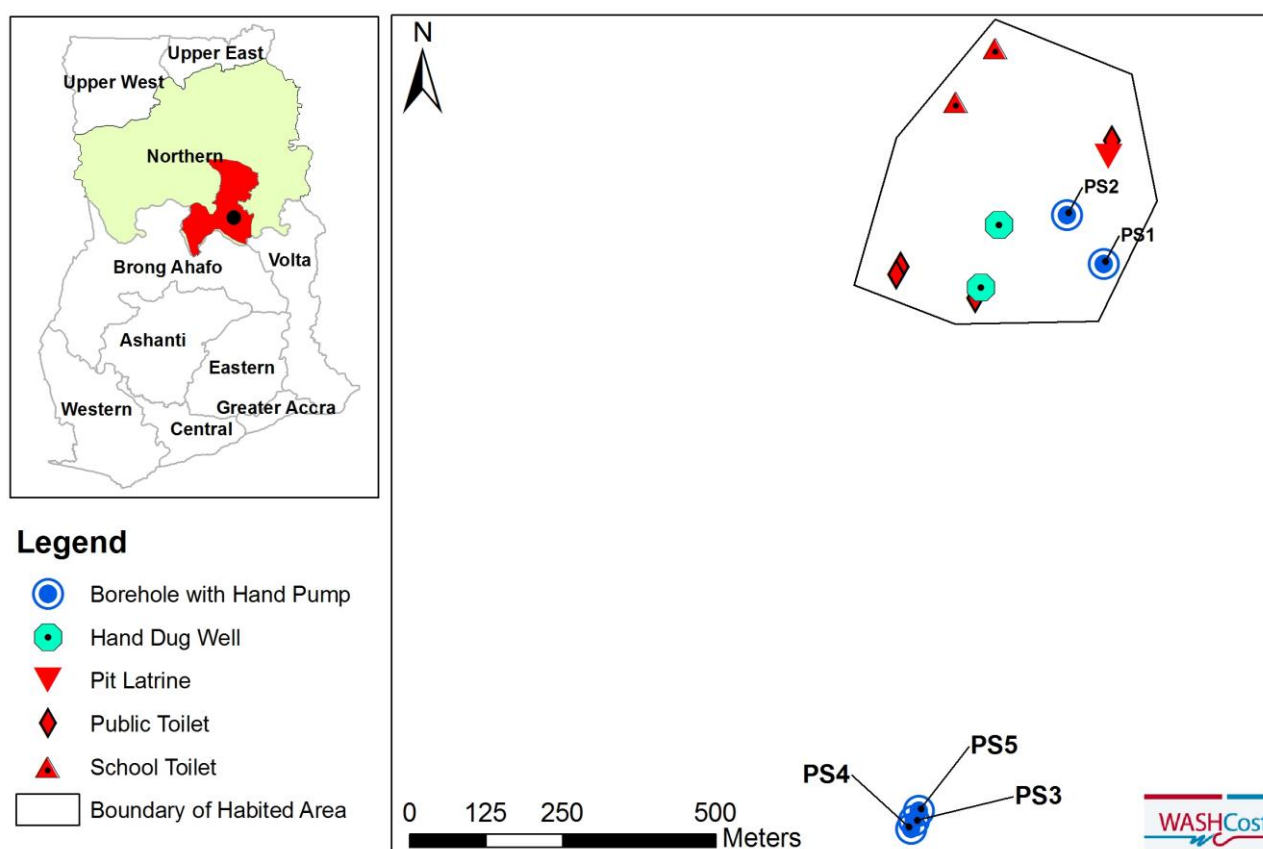 Upper East
Upper West
Northern
Brong Ahafo
Volta
Ashanti
Eastern
Western
Greater Accra
Central
N
PS2
PS1
Legend
Borehole with Hand Pump
Hand Dug Well
Pit Latrine
Public Toilet
School Toilet
Boundary of Habited Area
PS5
PS4
PS3
0 125 250 500
Meters
WASHCost